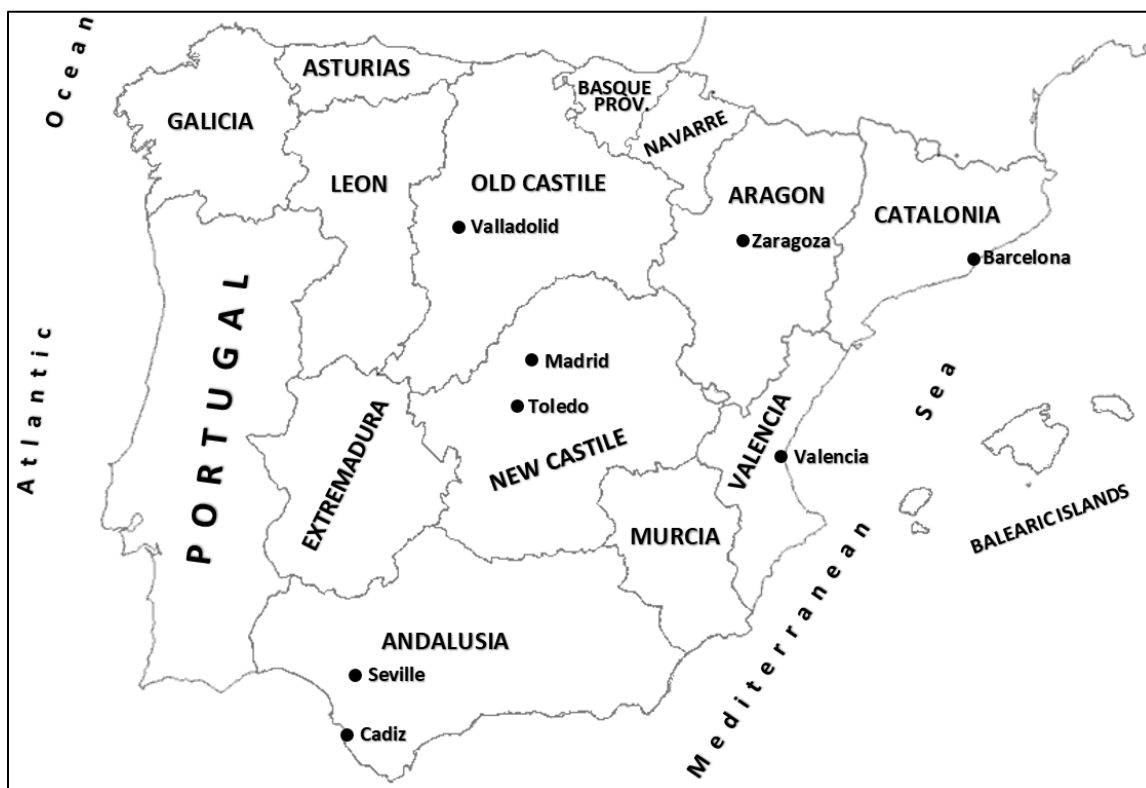 Ocean
ASTURIAS
BASQUE
PROV.
GALICIA
NAVARRE
LEON
OLD CASTILE
ARAGON
CATALONIA
Valladolid
Zaragoza
Barcelona
PORTUGAL
Atlantic
Madrid
Sea
Toledo
EXTREMADURA
NEW CASTILE
VALENCIA
Valencia
BALEARIC ISLANDS
MURCIA
Mediterranean
ANDALUSIA
Seville
Cadiz